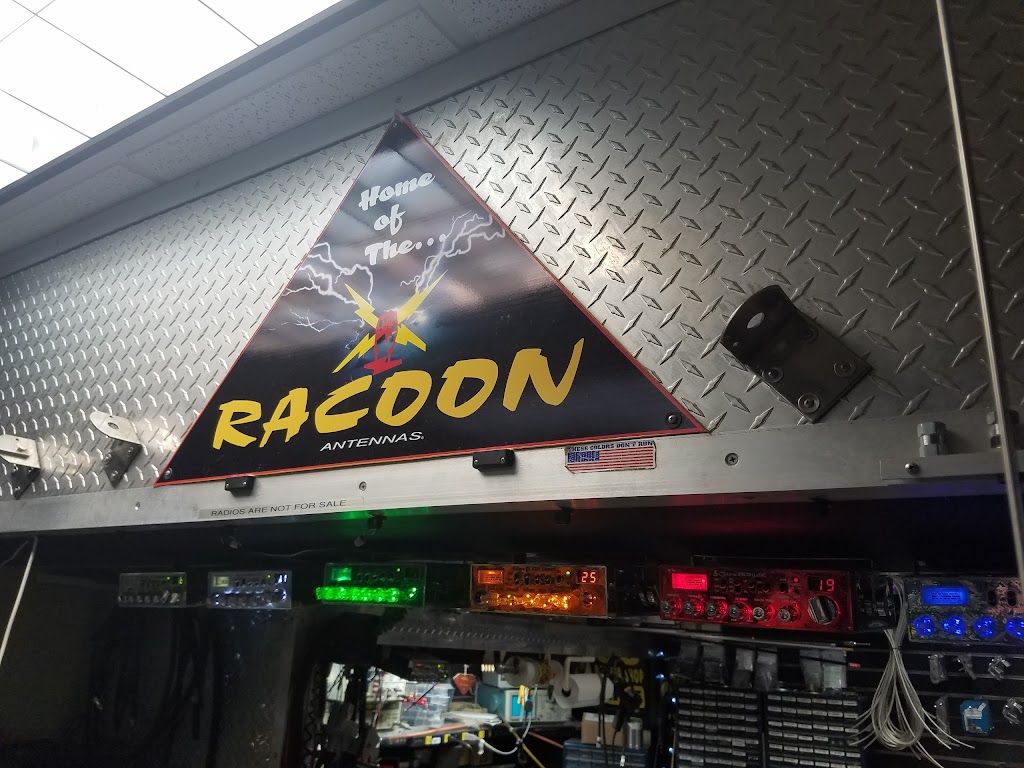 Home
of
The...
RACOON
ANTENNAS®
THESE COLORS DON'T RUN
RADIOS ARE NOT FOR SALE
25
19